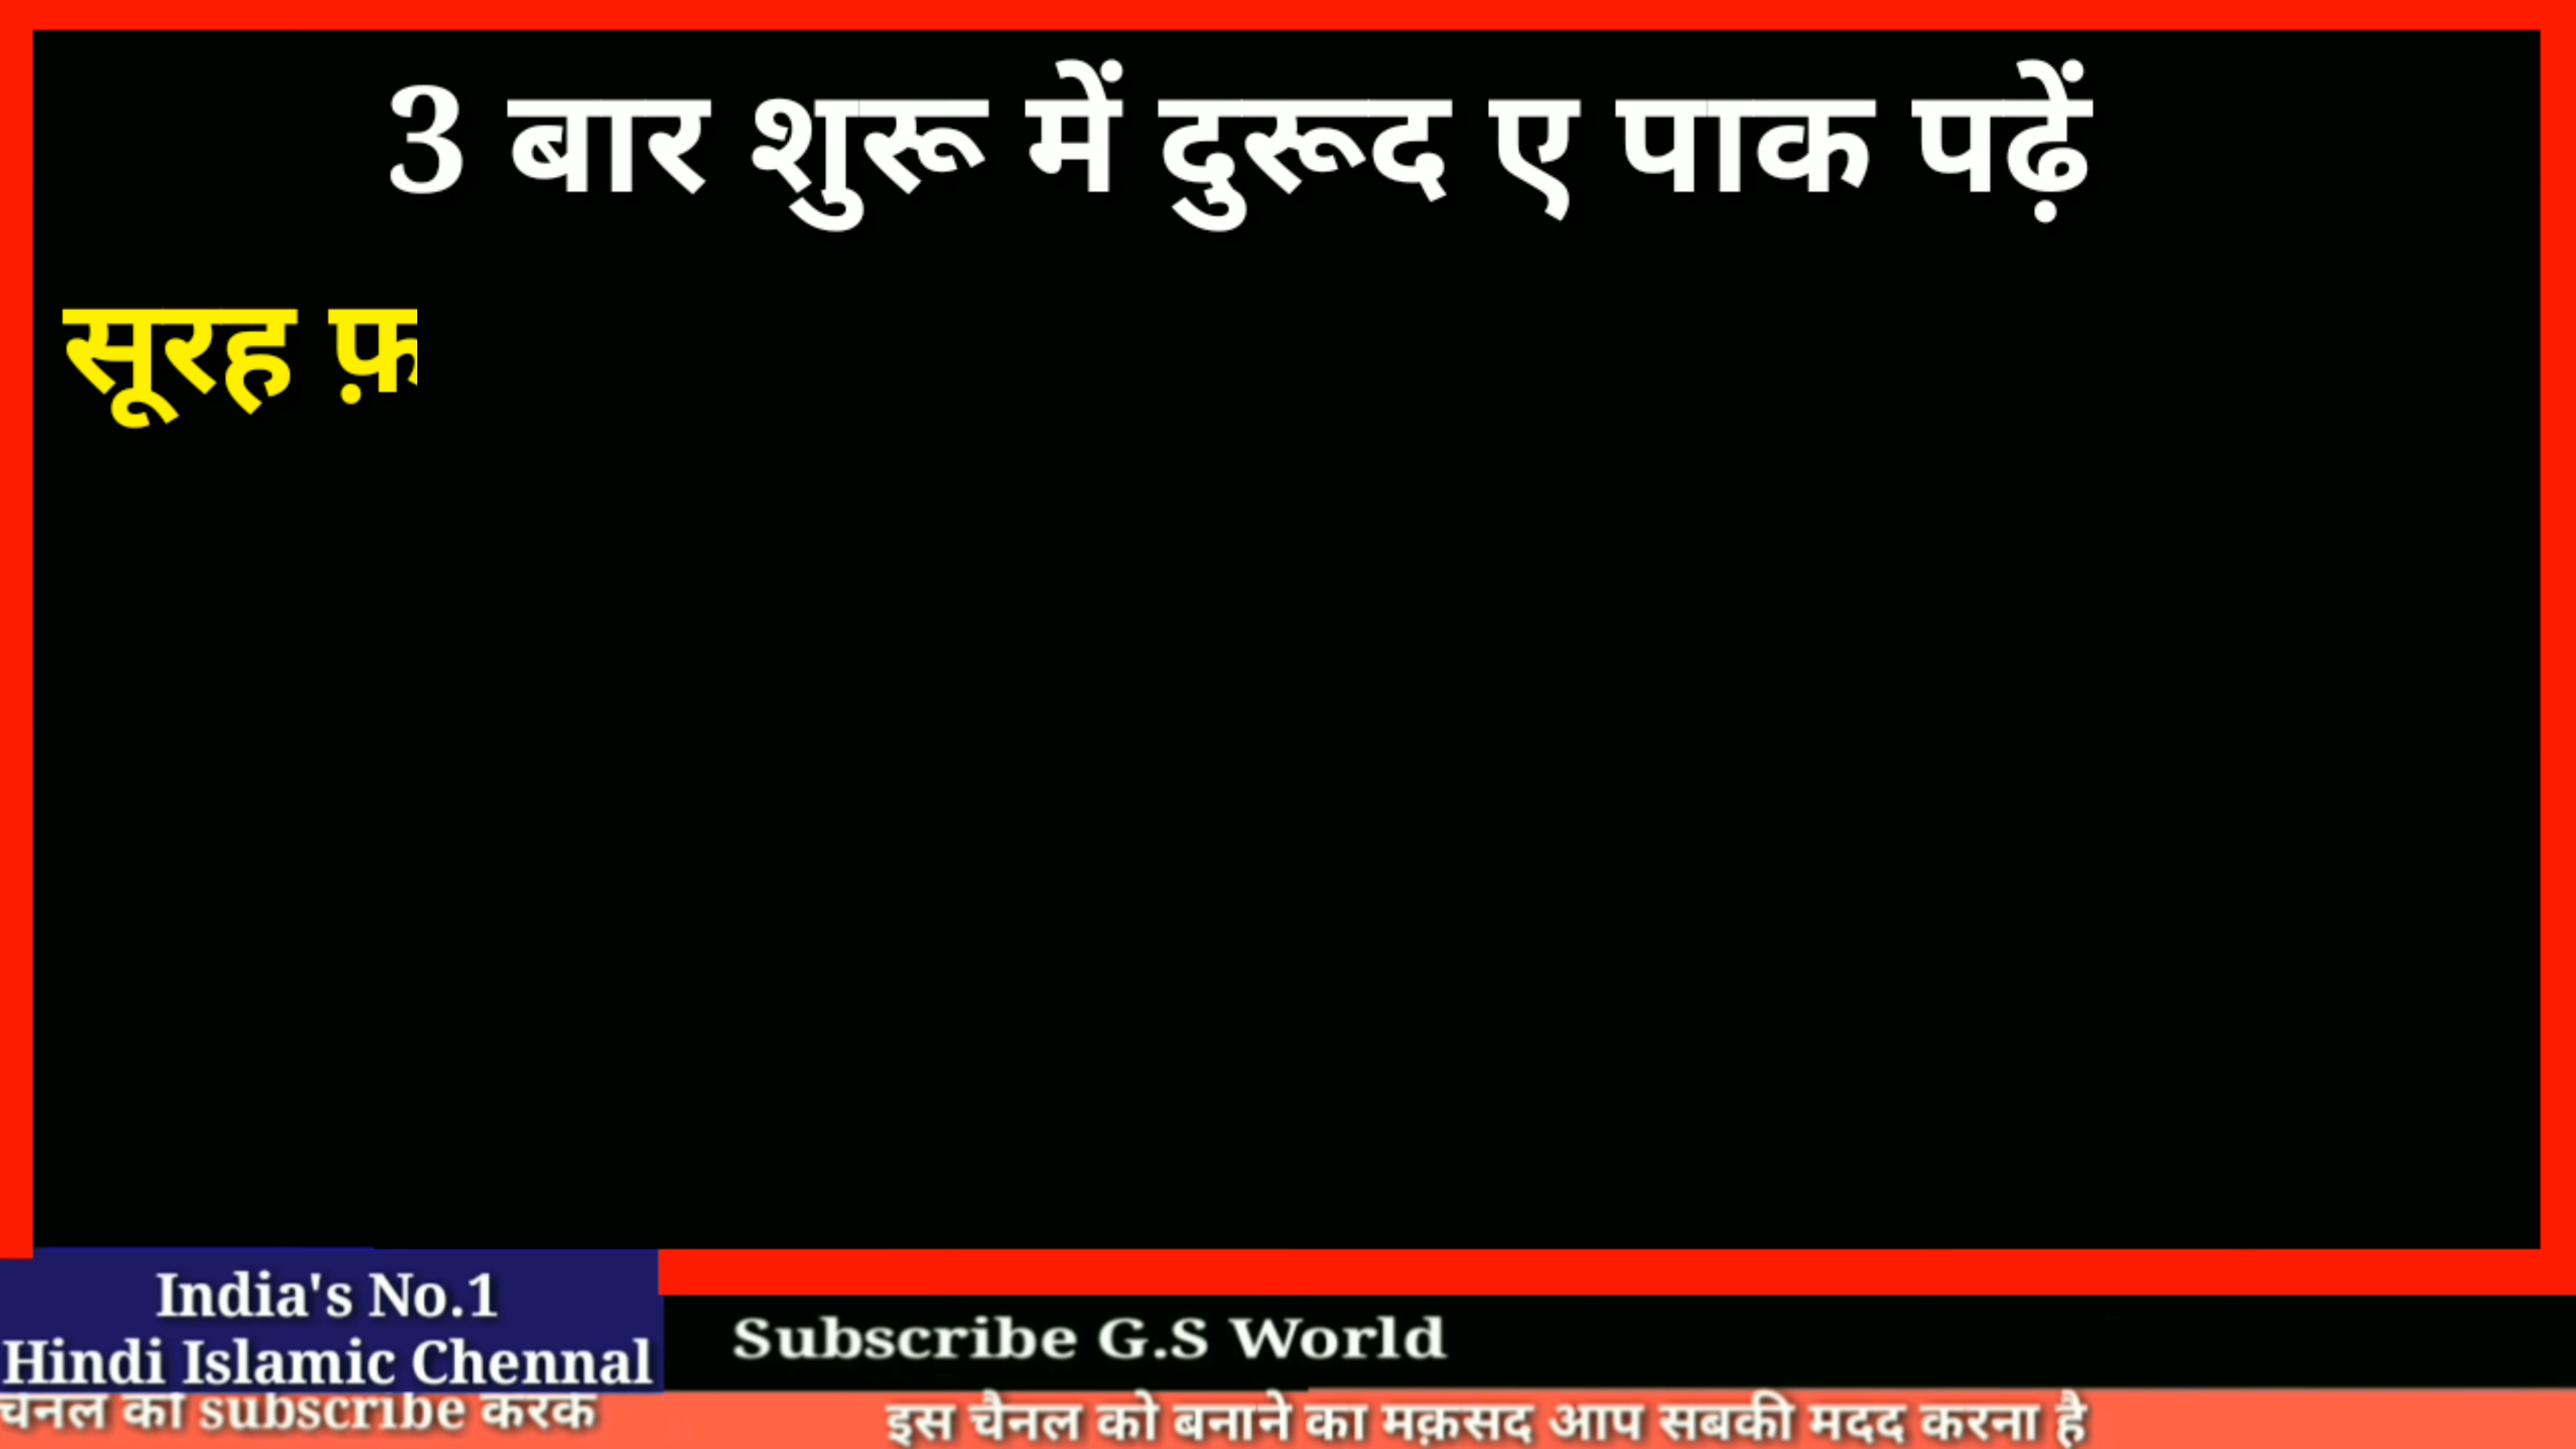 3 बार शुरू में दुरूद ए पाक पढ़ें
सूरह फ़
India's No.1
Hindi Islamic Chennal
Subscribe G.S World
चैनल को subscribe करके
इस चैनल को बनाने का मक़सद आप सबकी मदद करना है